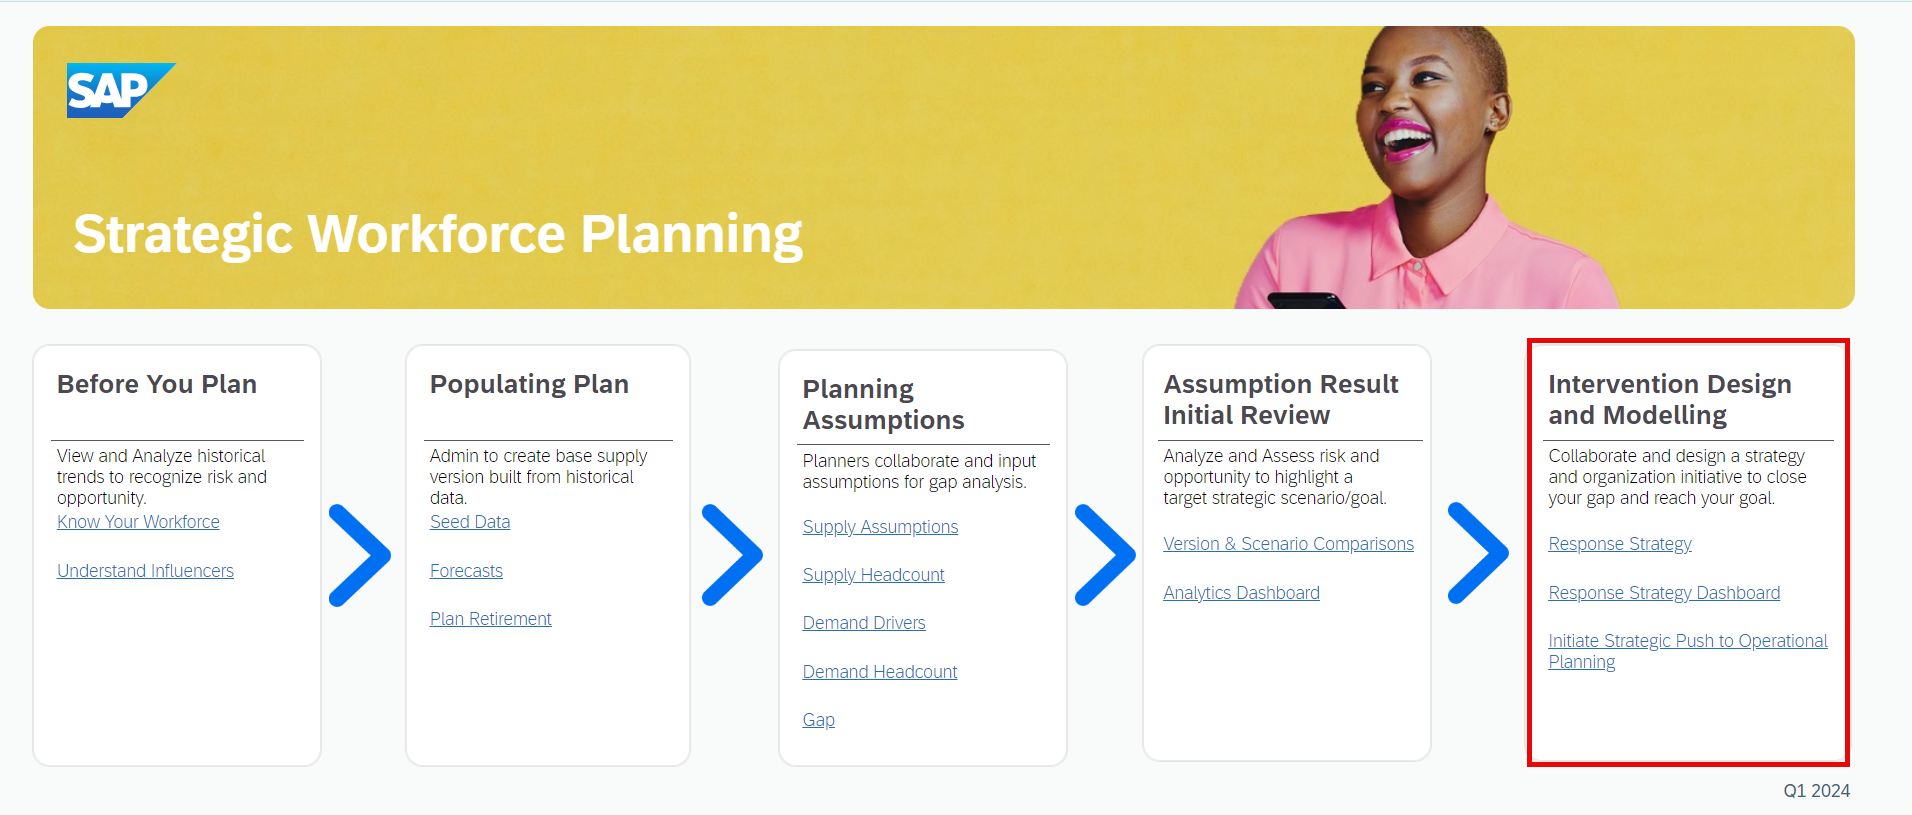 SAP
Strategic Workforce Planning
Before You Plan
View and Analyze historical
trends to recognize risk and
opportunity.
Know Your Workforce
Understand Influencers
Populating Plan
Admin to create base supply
version built from historical
data.
Seed Data
Forecasts
Plan Retirement
Planning
Assumptions
Planners collaborate and input
assumptions for gap analysis.
Supply Assumptions
Supply Headcount
Demand Drivers
Demand Headcount
Gap
Assumption Result
Initial Review
Analyze and Assess risk and
opportunity to highlight a
target strategic scenario/goal.
Version & Scenario Comparisons
Analytics Dashboard
Intervention Design
and Modelling
Collaborate and design a strategy
and organization initiative to close
your gap and reach your goal.
Response Strategy
Response Strategy Dashboard
Initiate Strategic Push to Operational
Planning
Q1 2024